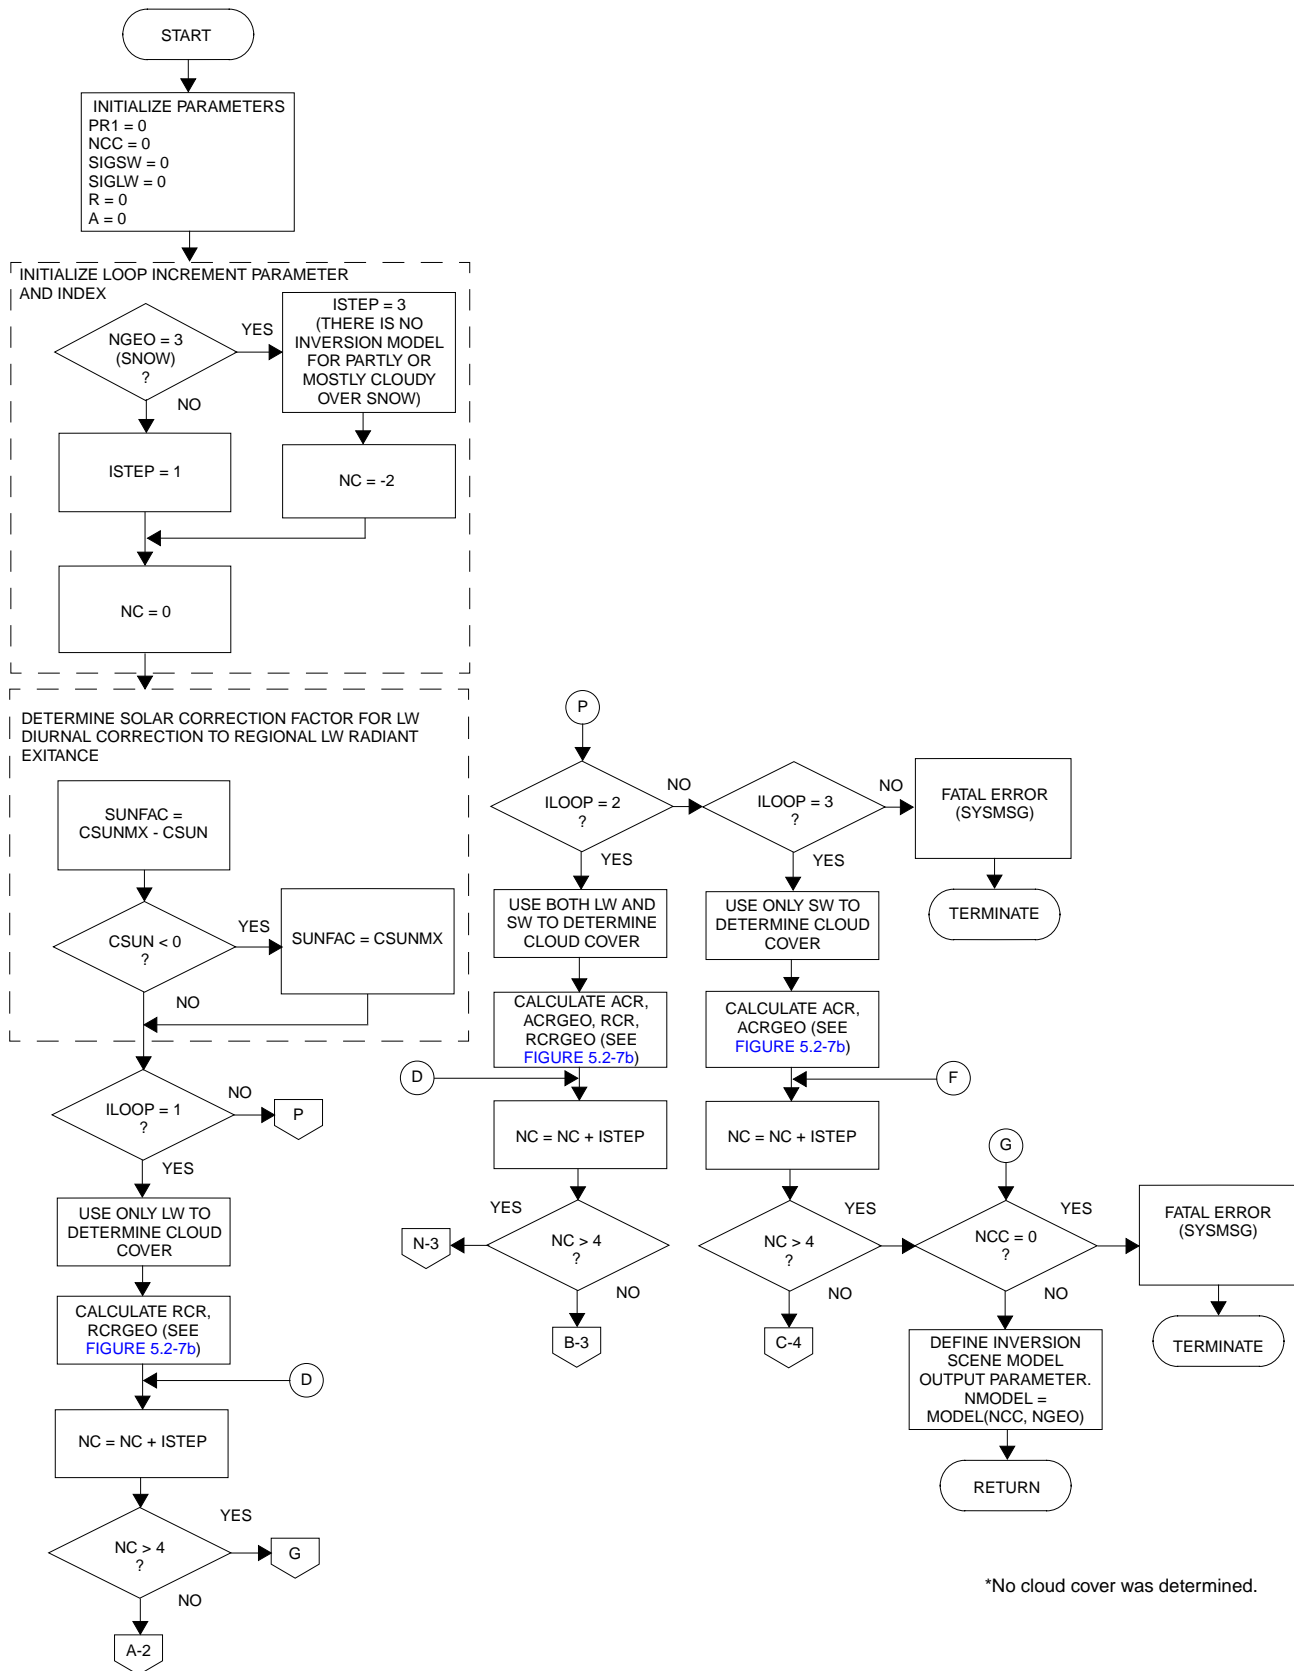 START
INITIALIZE PARAMETERS
PR1 = 0
NCC = 0
SIGSW = 0
SIGLW = 0
R = 0
A = 0
INITIALIZE LOOP INCREMENT PARAMETER
AND INDEX
NGEO = 3
(SNOW)
?
YES
NO
ISTEP = 3
(THERE IS NO
INVERSION MODEL
FOR PARTLY OR
MOSTLY CLOUDY
OVER SNOW)
ISTEP = 1
NC = -2
NC = 0
DETERMINE SOLAR CORRECTION FACTOR FOR LW
DIURNAL CORRECTION TO REGIONAL LW RADIANT
EXITANCE
SUNFAC =
CSUNMX - CSUN
CSUN < 0
?
YES
NO
SUNFAC = CSUNMX
ILOOP = 1
?
NO
P
YES
USE ONLY LW TO
DETERMINE CLOUD
COVER
CALCULATE RCR,
RCRGEO (SEE
FIGURE 5.2-7b)
D
NC = NC + ISTEP
NC > 4
?
YES
G
NO
A-2
P
ILOOP = 2
?
NO
YES
USE BOTH LW AND
SW TO DETERMINE
CLOUD COVER
CALCULATE ACR,
ACRGEO, RCR,
RCRGEO (SEE
FIGURE 5.2-7b)
D
NC = NC + ISTEP
YES
NC > 4
?
N-3
NO
B-3
ILOOP = 3
?
NO
YES
FATAL ERROR
(SYSMSG)
TERMINATE
USE ONLY SW TO
DETERMINE CLOUD
COVER
CALCULATE ACR,
ACRGEO (SEE
FIGURE 5.2-7b)
F
NC = NC + ISTEP
NC > 4
?
YES
NO
C-4
G
NCC = 0
?
YES
NO
FATAL ERROR
(SYSMSG)
TERMINATE
DEFINE INVERSION
SCENE MODEL
OUTPUT PARAMETER.
NMODEL =
MODEL(NCC, NGEO)
RETURN
*No cloud cover was determined.